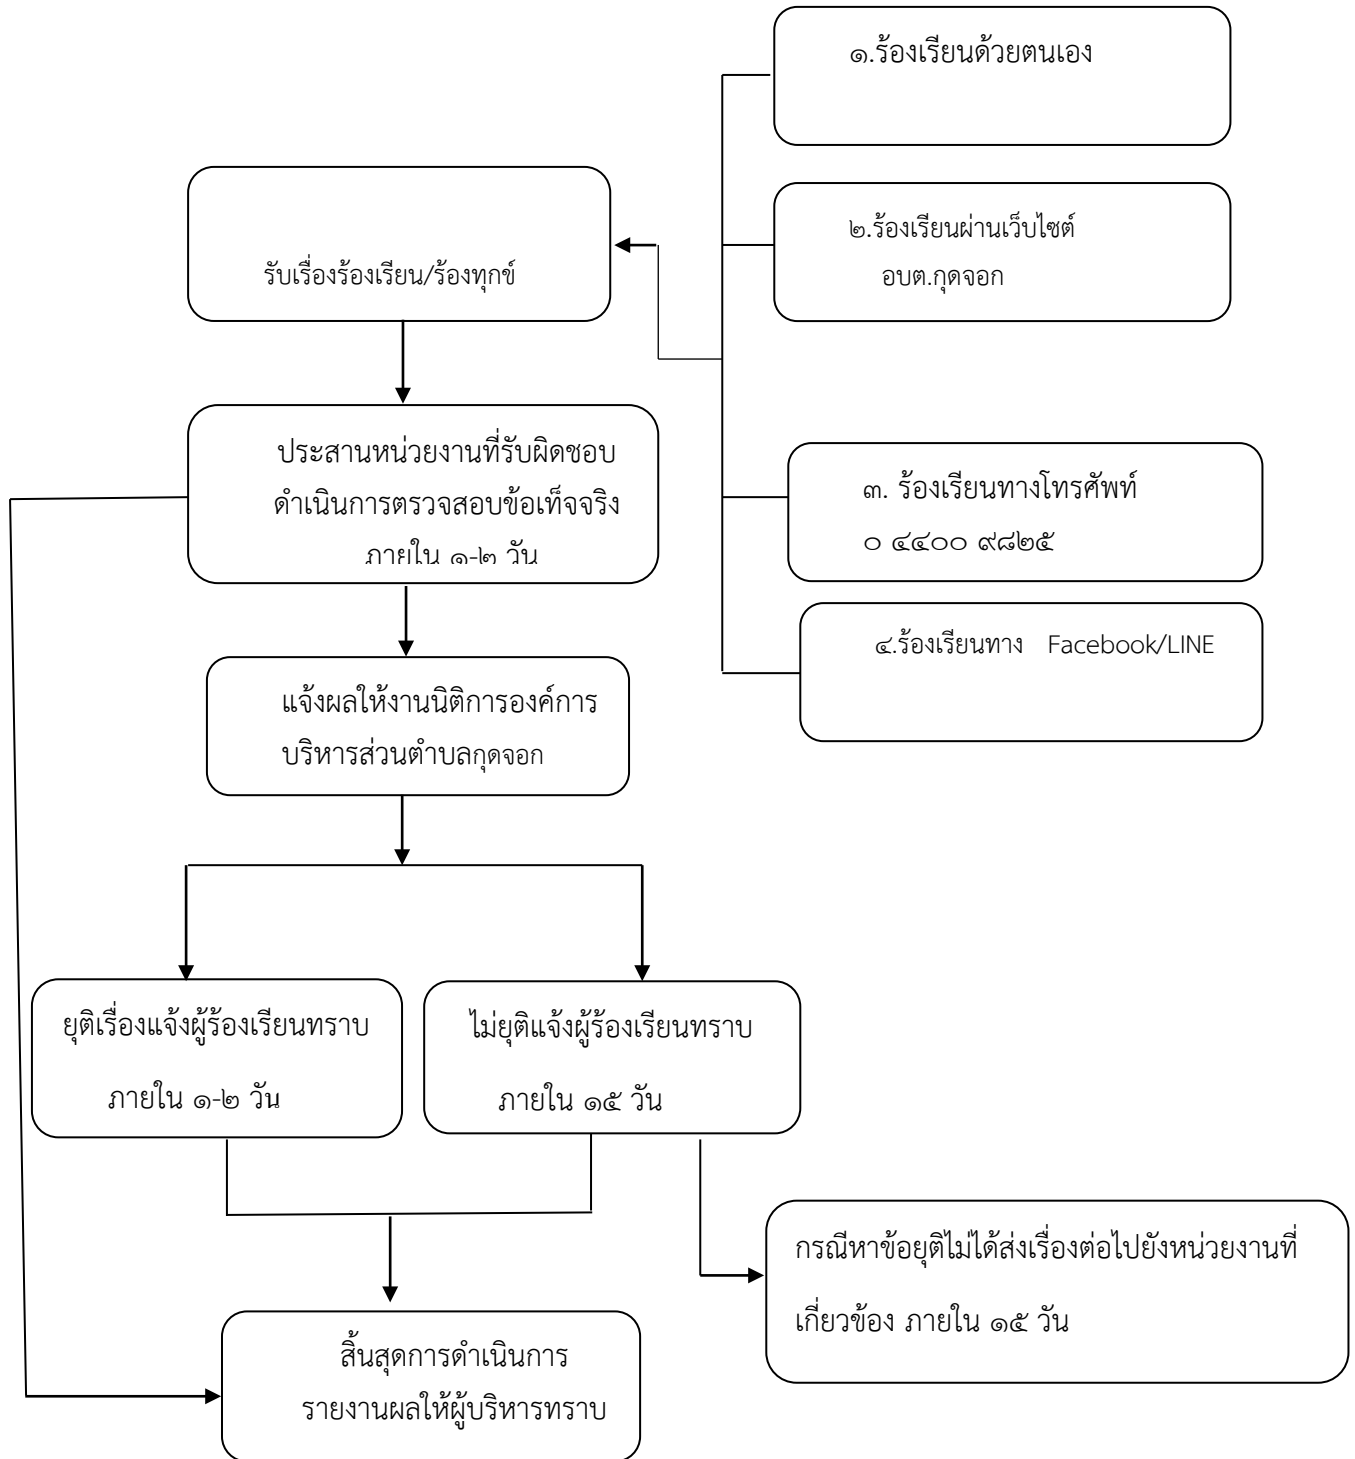 ๑.ร้องเรียนด้วยตนเอง
๒.ร้องเรียนผ่านเว็บไซต์
อบต.กุดจอก
รับเรื่องร้องเรียน/ร้องทุกข์
ประสานหน่วยงานที่รับผิดชอบ
ดำเนินการตรวจสอบข้อเท็จจริง
ภายใน ๑-๒ วัน
๓. ร้องเรียนทางโทรศัพท์
๐ ๔๔๐๐ ๙๘๒๕
๔.ร้องเรียนทาง Facebook/LINE
แจ้งผลให้งานนิติการองค์การ
บริหารส่วนตำบลกุดจอก
ยุติเรื่องแจ้งผู้ร้องเรียนทราบ
ภายใน ๑-๒ วัน
ไม่ยุติแจ้งผู้ร้องเรียนทราบ
ภายใน ๑๕ วัน
กรณีหาข้อยุติไม่ได้ส่งเรื่องต่อไปยังหน่วยงานที่
เกี่ยวข้อง ภายใน ๑๕ วัน
สิ้นสุดการดำเนินการ
รายงานผลให้ผู้บริหารทราบ